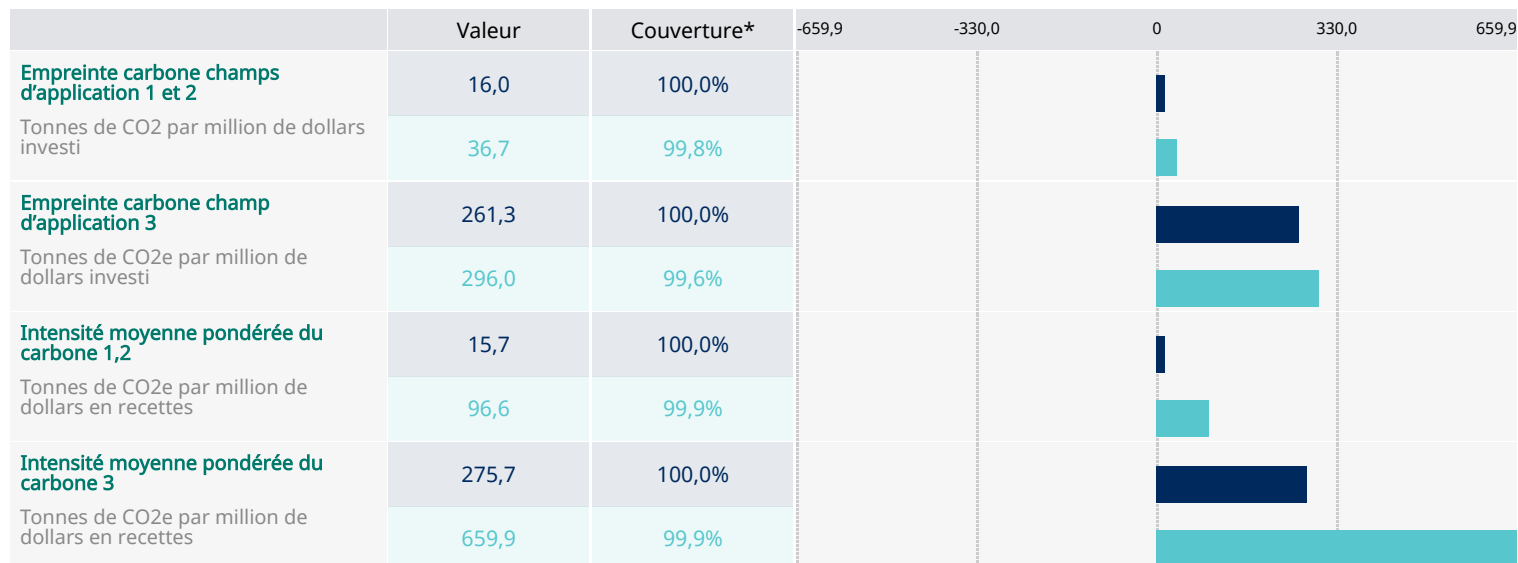 Valeur Couverture* -659,9 -330,0 0 330,0 659,9
Empreinte carbone champs
d'application 1 et 2
Tonnes de CO2 par million de dollars
investi
16,0 100,0%
36,7 99,8%
Empreinte carbone champ
d'application 3
Tonnes de CO2e par million de
dollars investi
261,3 100,0%
296,0 99,6%
Intensité moyenne pondérée du
carbone 1,2
Tonnes de CO2e par million de
dollars en recettes
15,7 100,0%
96,6 99,9%
Intensité moyenne pondérée du
carbone 3
Tonnes de CO2e par million de
dollars en recettes
275,7 100,0%
659,9 99,9%